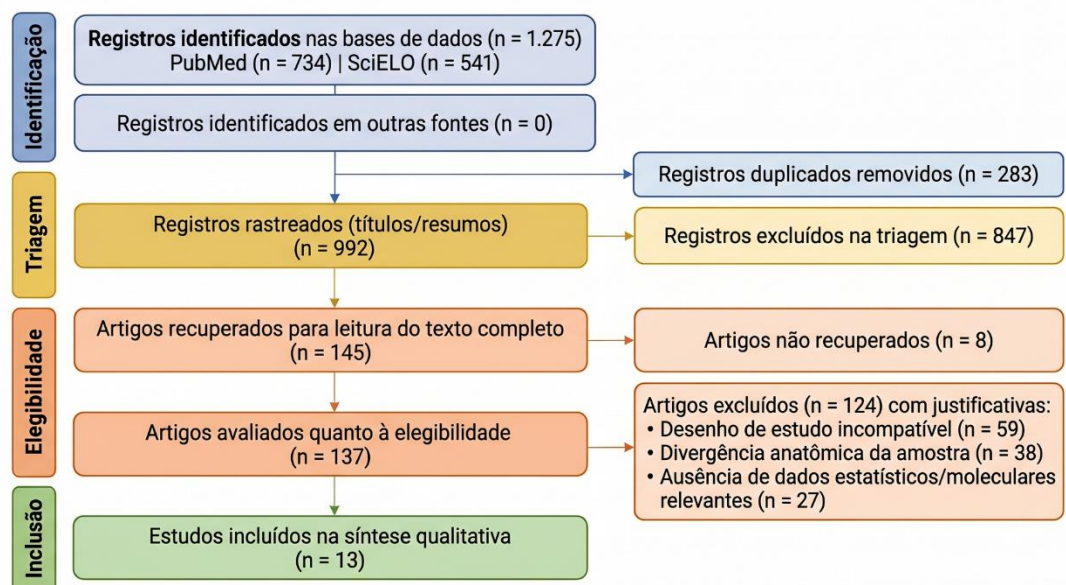 Identificação
Registros identificados nas bases de dados (n = 1.275)
PubMed (n = 734) | SciELO (n = 541)
Registros identificados em outras fontes (n = 0)
Registros duplicados removidos (n = 283)
Triagem
Registros rastreados (títulos/resumos)
(n = 992)
Registros excluídos na triagem (n = 847)
Elegibilidade
Artigos recuperados para leitura do texto completo
(n = 145)
Artigos não recuperados (n = 8)
Artigos avaliados quanto à elegibilidade
(n = 137)
Artigos excluídos (n = 124) com justificativas:
• Desenho de estudo incompatível (n = 59)
• Divergência anatômica da amostra (n = 38)
• Ausência de dados estatísticos/moleculares
relevantes (n = 27)
Inclusão
Estudos incluídos na síntese qualitativa
(n = 13)